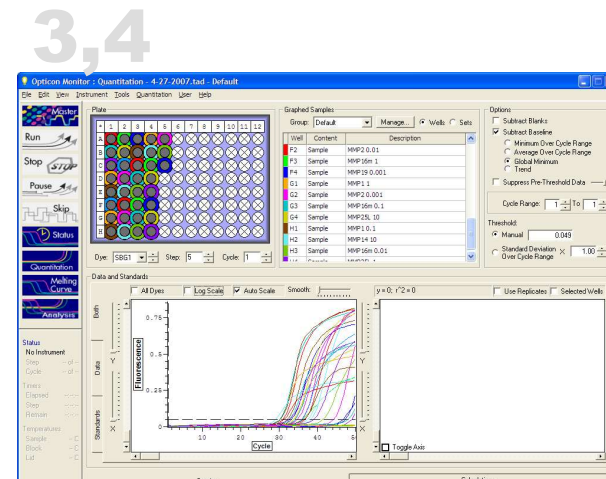 3,4
Opticon Monitor : Quantitation - 4-27-2007.tad - Default
File Edit View Instrument Tools Quantitation User Help
Master
Run
Stop STOP
Pause
Skip
Status
Quantitation
Melting Curve
Analysis
Status
No Instrument
Step -- of --
Cycle -- of --
Timers
Elapsed
Step
Remain
Temperatures
Sample -- C
Block -- C
Lid -- C
Plate
1 2 3 4 5 6 7 8 9 10 11 12
A
B
C
D
E
F
G
H
Dye: SBG1 Step: 5 Cycle: 1
Graphed Samples
Group: Default Manage... Wells Sets
Well Content Description
F2 Sample MMP2 0.01
F3 Sample MMP16m 1
F4 Sample MMP19 0.001
G1 Sample MMP1 1
G2 Sample MMP2 0.001
G3 Sample MMP16m 0.1
G4 Sample MMP25L 10
H1 Sample MMP1 0.1
H2 Sample MMP14 10
H3 Sample MMP16m 0.01
Options
Subtract Blanks
Subtract Baseline
Minimum Over Cycle Range
Average Over Cycle Range
Global Minimum
Trend
Suppress Pre-Threshold Data
Cycle Range: 1 To 1
Threshold:
Manual 0.049
Standard Deviation Over Cycle Range X 1.00
Data and Standards
All Dyes Log Scale Auto Scale Smooth: y = 0; r^2 = 0 Use Replicates Selected Wells
Both
Data
Standards
Y
X
Fluorescence
0.75
0.5
0.25
0
10 20 30 40
Cycle
Y
X
Toggle Axis